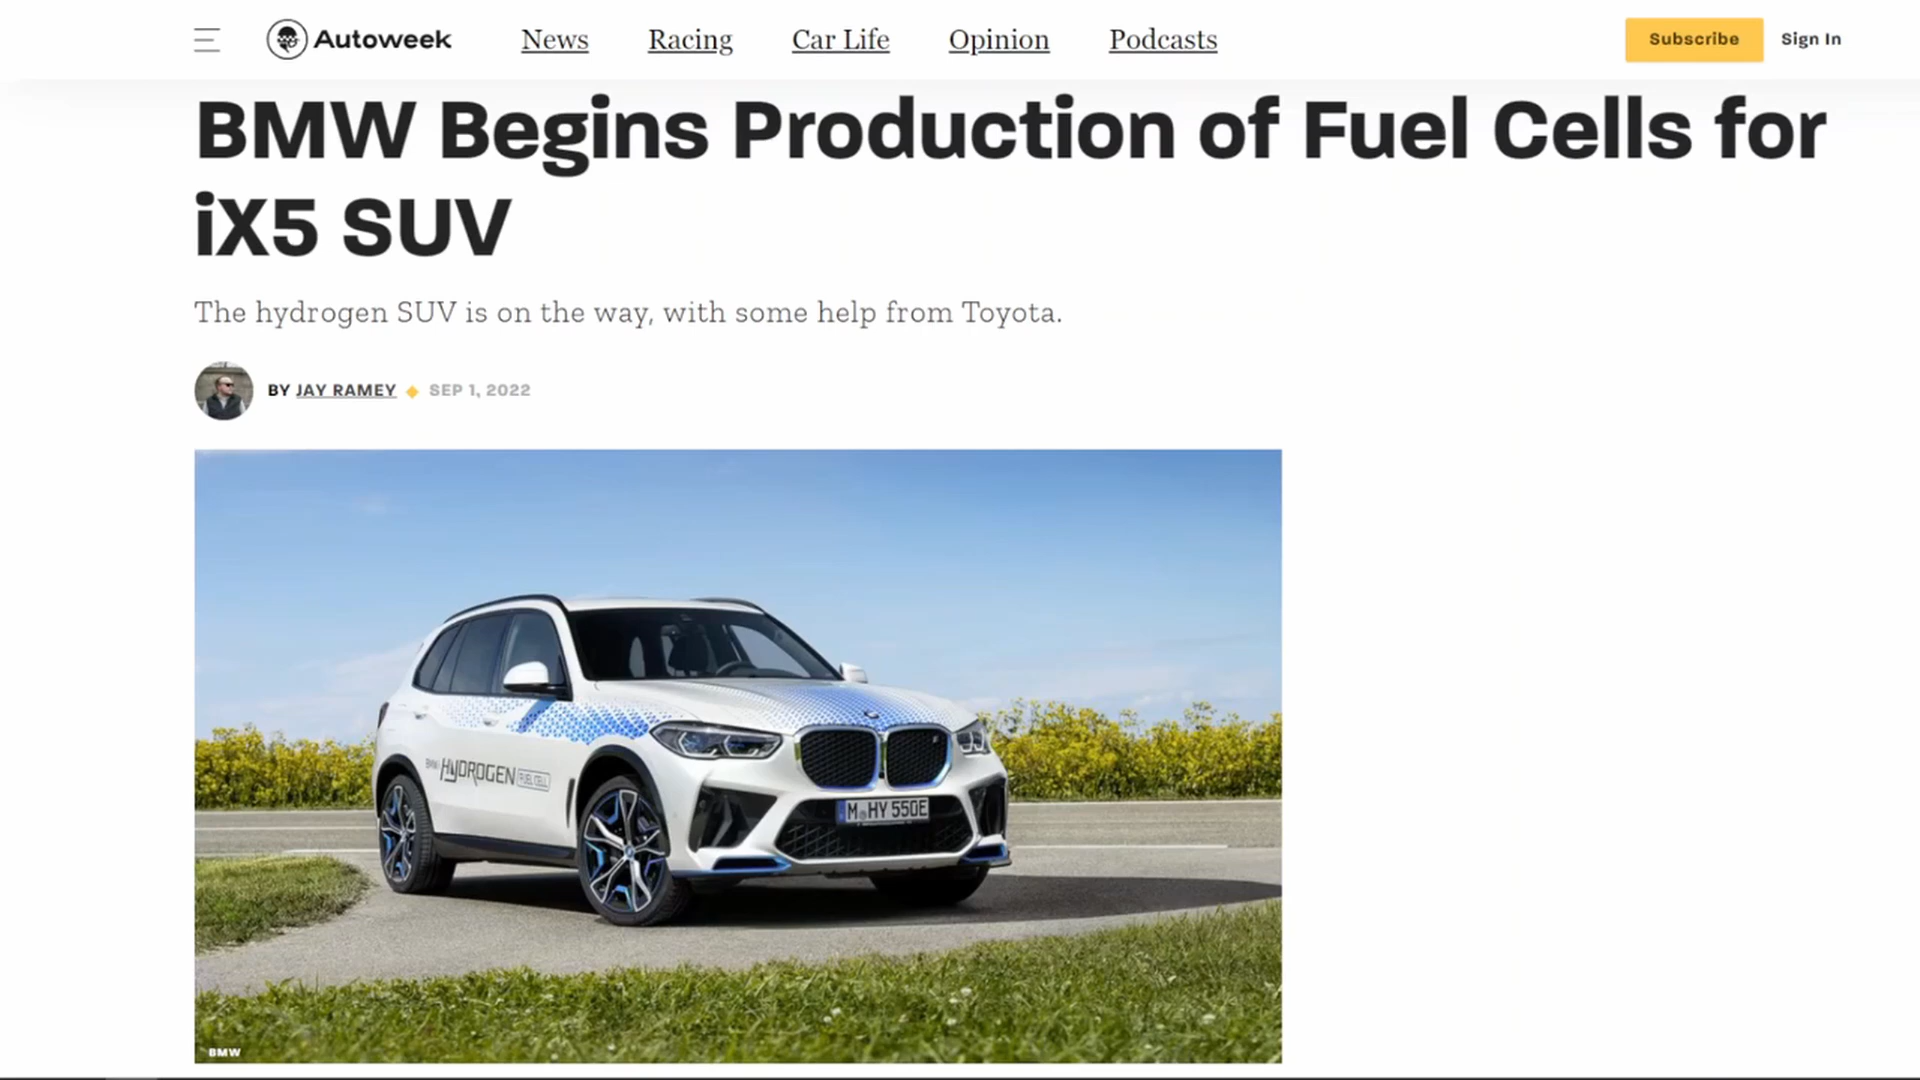 Autoweek
News
Racing
Car Life
Opinion
Podcasts
Subscribe
Sign In
BMW Begins Production of Fuel Cells for
iX5 SUV
The hydrogen SUV is on the way, with some help from Toyota.
BY JAY RAMEY ◆ SEP 1, 2022
BMW HYDROGEN FUEL CELL
M HY 550E
BMW